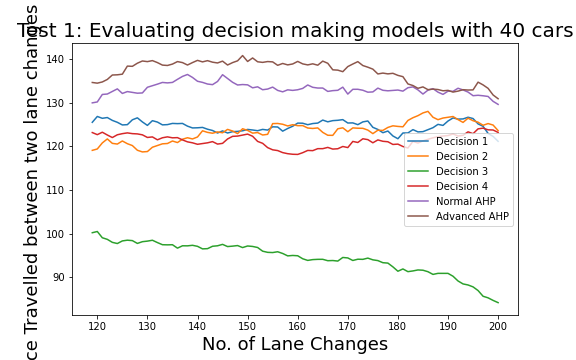 Test 1: Evaluating decision making models with 40 cars
ce Travelled between two lane changes
140
130
120
110
100
90
120
130
140
150
160
170
180
190
200
No. of Lane Changes
Decision 1
Decision 2
Decision 3
Decision 4
Normal AHP
Advanced AHP